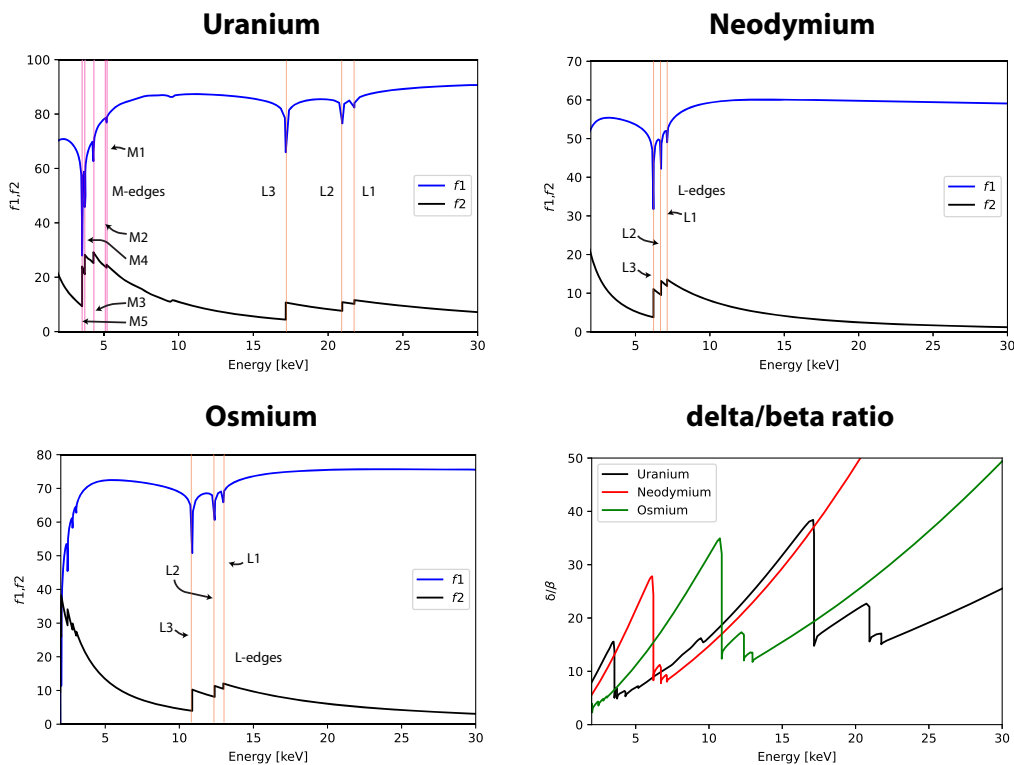 Uranium
100
80
60
40
20
0
f1,f2
5
10
15
20
25
30
Energy [keV]
M1
M-edges
M2
M4
M3
M5
L3
L2
L1
f1
f2
Neodymium
70
60
50
40
30
20
10
0
f1,f2
5
10
15
20
25
30
Energy [keV]
L-edges
L1
L2
L3
f1
f2
Osmium
80
70
60
50
40
30
20
10
0
f1,f2
5
10
15
20
25
30
Energy [keV]
L1
L2
L3
L-edges
f1
f2
delta/beta ratio
50
40
30
20
10
0
δ/β
5
10
15
20
25
30
Energy [keV]
Uranium
Neodymium
Osmium